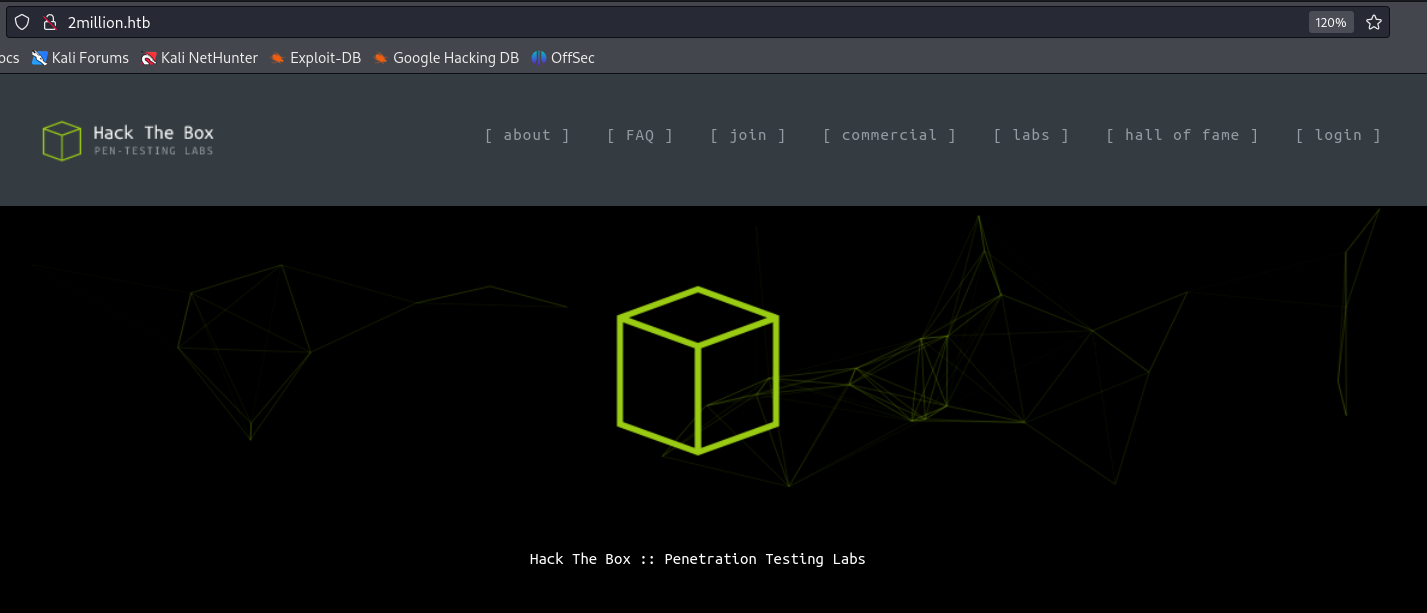 2million.htb 120%
ocs Kali Forums Kali NetHunter Exploit-DB Google Hacking DB OffSec
Hack The Box
PEN-TESTING LABS
[ about ] [ FAQ ] [ join ] [ commercial ] [ labs ] [ hall of fame ] [ login ]
Hack The Box :: Penetration Testing Labs